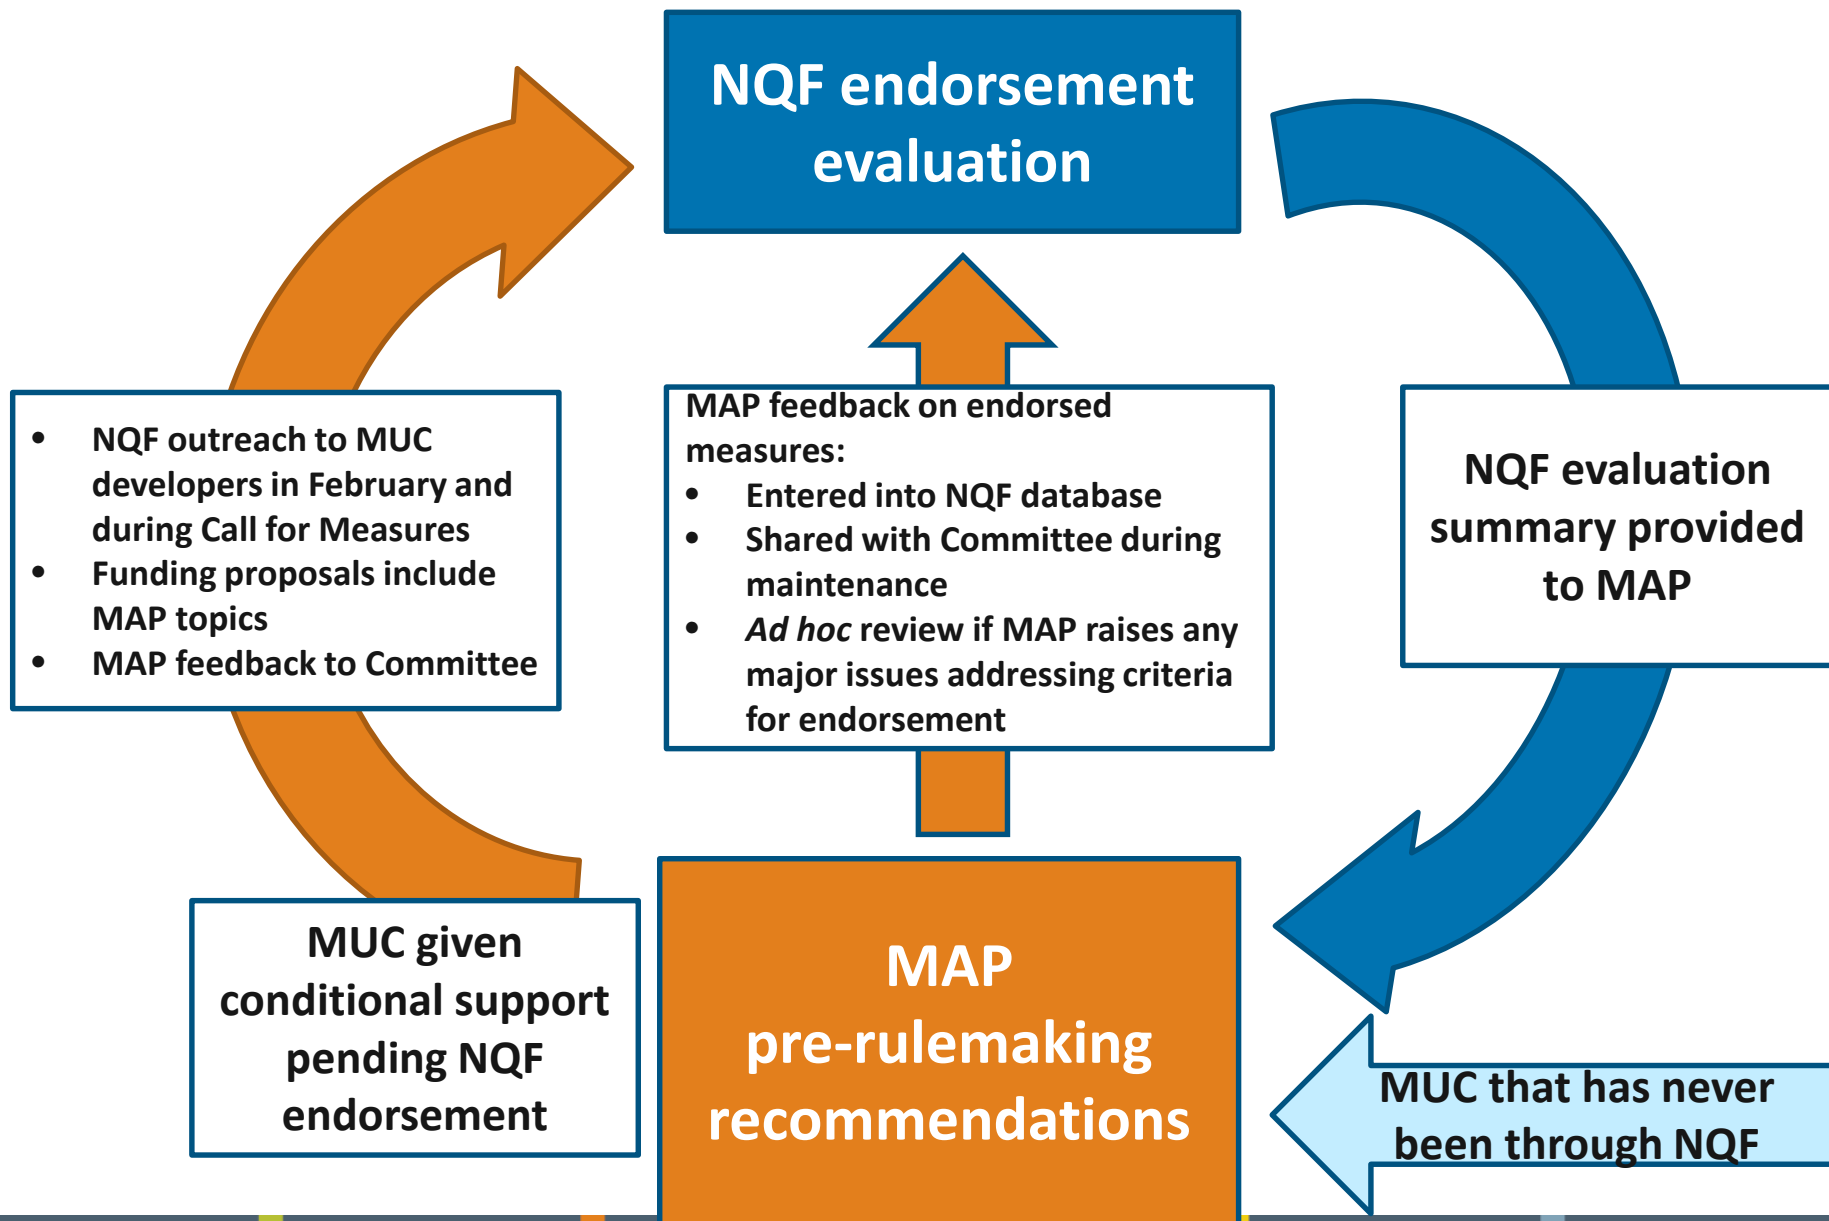 NQF endorsement
evaluation
• NQF outreach to MUC
developers in February and
during Call for Measures
• Funding proposals include
MAP topics
• MAP feedback to Committee
MAP feedback on endorsed
measures:
• Entered into NQF database
• Shared with Committee during
maintenance
• Ad hoc review if MAP raises any
major issues addressing criteria
for endorsement
NQF evaluation
summary provided
to MAP
MUC given
conditional support
pending NQF
endorsement
MAP
pre-rulemaking
recommendations
MUC that has never
been through NQF